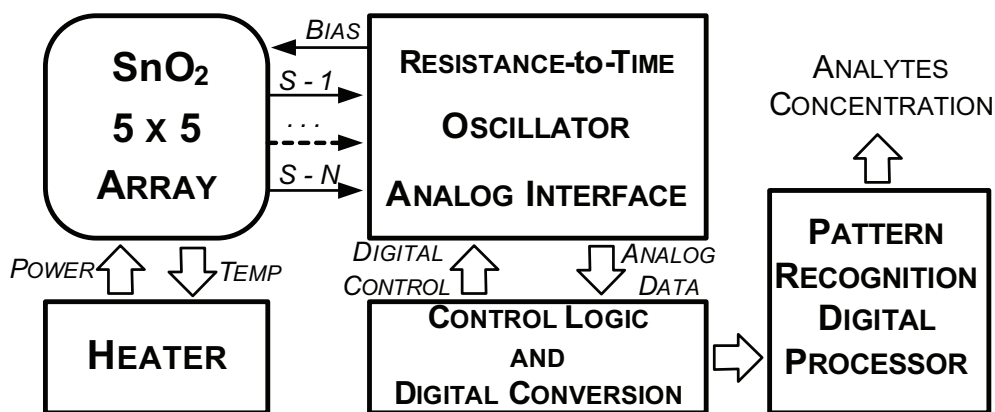 SnO2
5 x 5
ARRAY
BIAS
S - 1
...
S - N
RESISTANCE-to-TIME
OSCILLATOR
ANALOG INTERFACE
POWER
TEMP
HEATER
DIGITAL
CONTROL
ANALOG
DATA
CONTROL LOGIC
AND
DIGITAL CONVERSION
ANALYTES
CONCENTRATION
PATTERN
RECOGNITION
DIGITAL
PROCESSOR